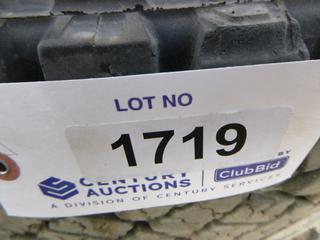 LOT NO
1719
CENTURY BY
AUCTIONS ClubBid
A DIVISION OF CENTURY SERVICES